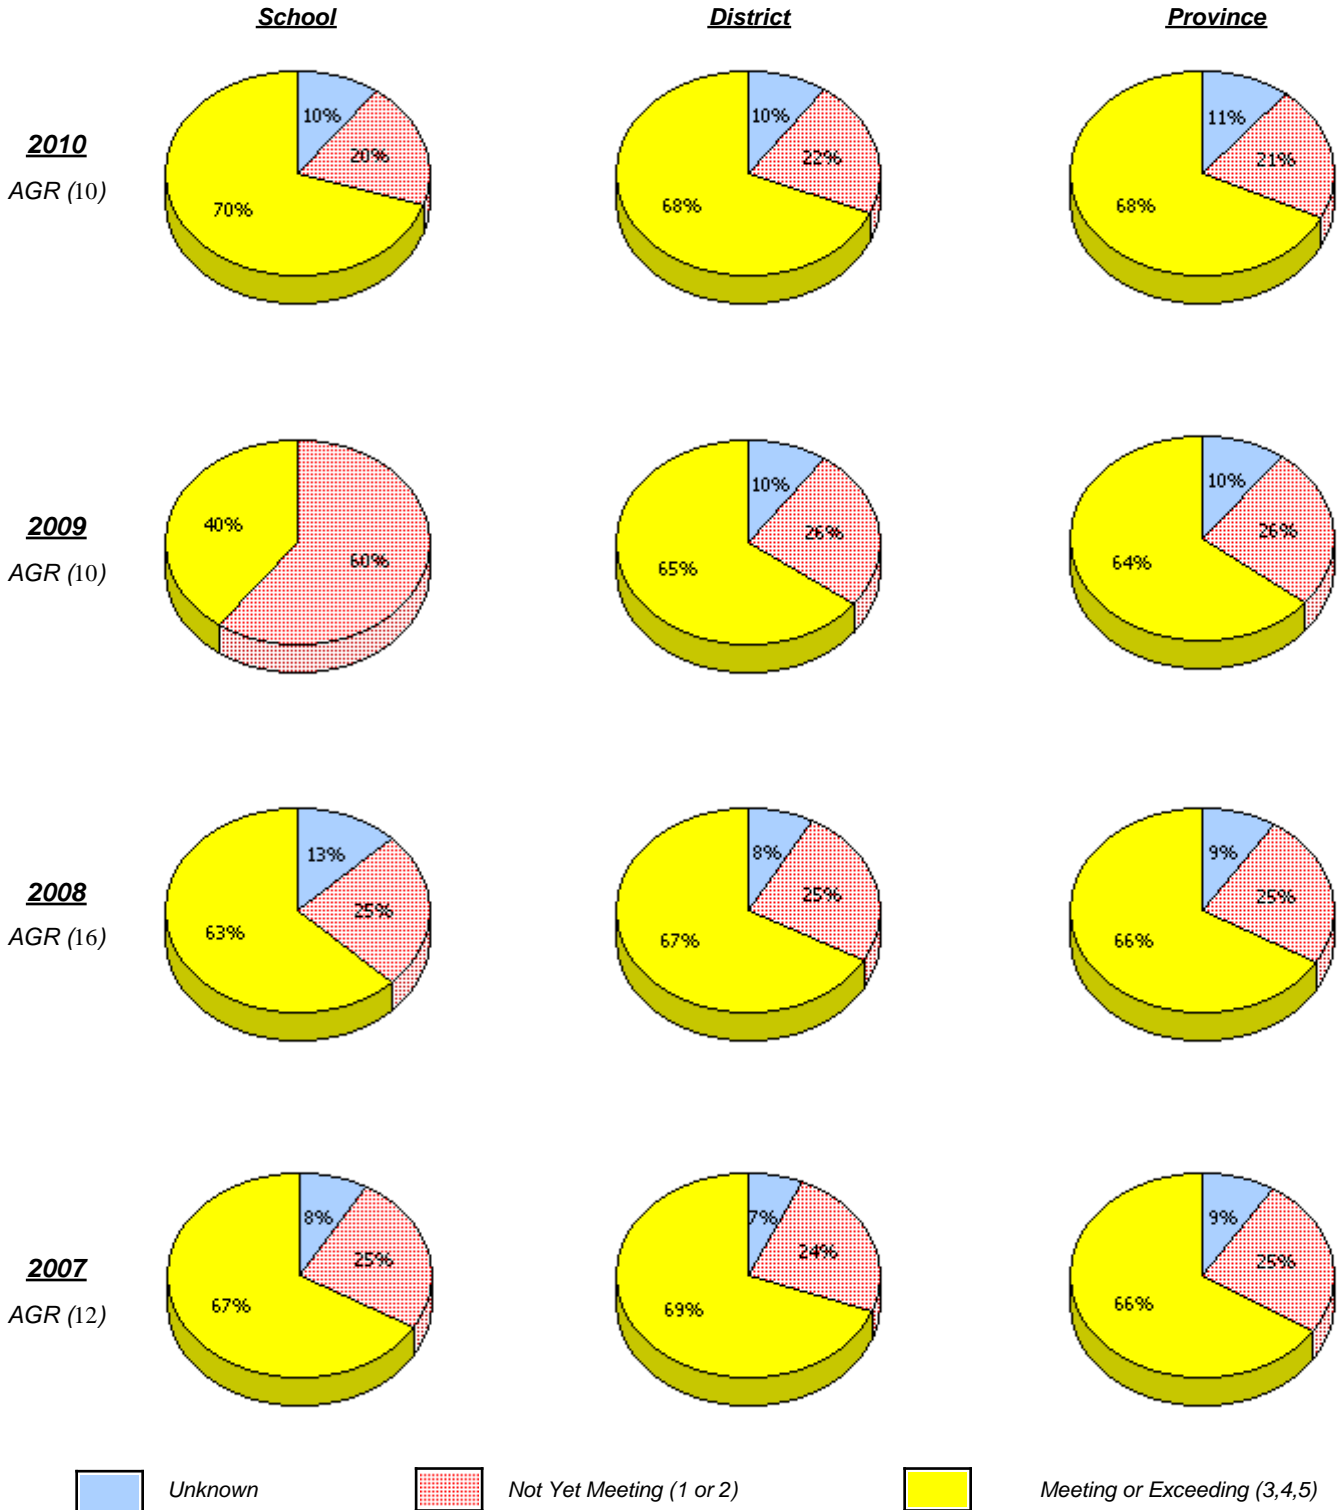 School District Province
10% 10% 11%
2010 20% 22% 21%
AGR (10)
70% 68% 68%
10% 10%
2009 40% 60% 26% 26%
AGR (10) 65% 64%
13% 8% 9%
2008 25% 25% 25%
AGR (16) 63% 67% 66%
8% 7% 9%
2007 25% 24% 25%
AGR (12) 67% 69% 66%
Unknown Not Yet Meeting (1 or 2) Meeting or Exceeding (3,4,5)